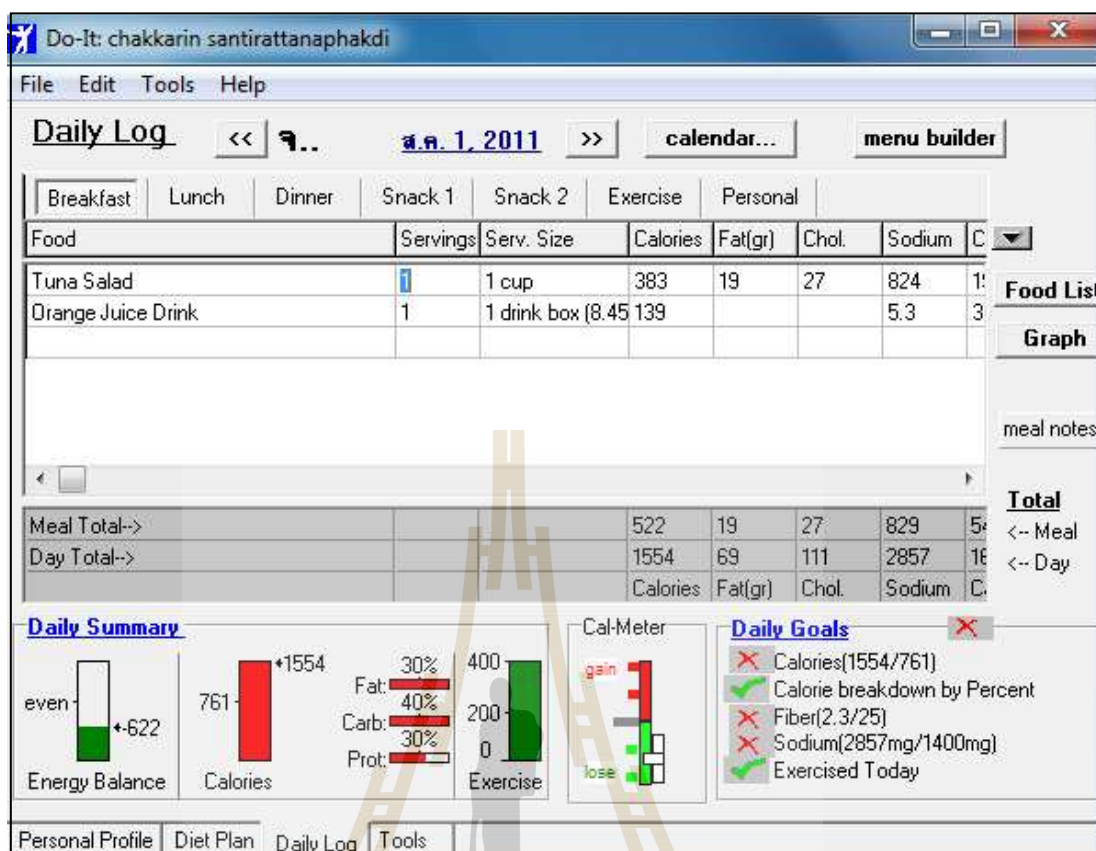 Do-It: chakkarin santirattanaphakdi
File Edit Tools Help
Daily Log << จ.. ส.ค. 1, 2011 >> calendar... menu builder
Breakfast Lunch Dinner Snack 1 Snack 2 Exercise Personal
Food Servings Serv. Size Calories Fat(gr) Chol. Sodium C
Tuna Salad 1 1 cup 383 19 27 824
Food List
Orange Juice Drink 1 1 drink box (8.45 139 5.3 3
Graph
meal notes
Total
Meal Total--> 522 19 27 829 54 <-- Meal
Day Total--> 1554 69 111 2857 16 <-- Day
Calories Fat(gr) Chol. Sodium C
Daily Summary
even
-622
Energy Balance
761
1554
Calories
Fat: 30%
Carb: 40%
Prot: 30%
400
200
0
Exercise
Cal-Meter
gain
lose
Daily Goals
Calories(1554/761)
Calorie breakdown by Percent
Fiber(2.3/25)
Sodium(2857mg/1400mg)
Exercised Today
Personal Profile Diet Plan Daily Log Tools